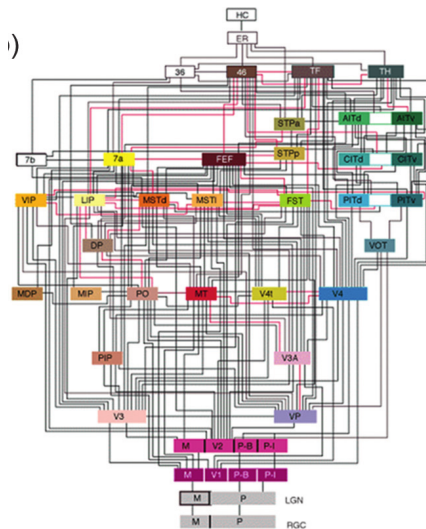 HC
ER
)
36 46 TF TH
STPa AITd AITv
7b 7a FEF STPp CITd CITv
VIP LIP MSTd MSTl FST PITd PITv
DP VOT
MDP MIP PO MT V4t V4
PIP V3A
V3 VP
M V2 P-B P-I
M V1 P-B P-I
M P LGN
M P RGC